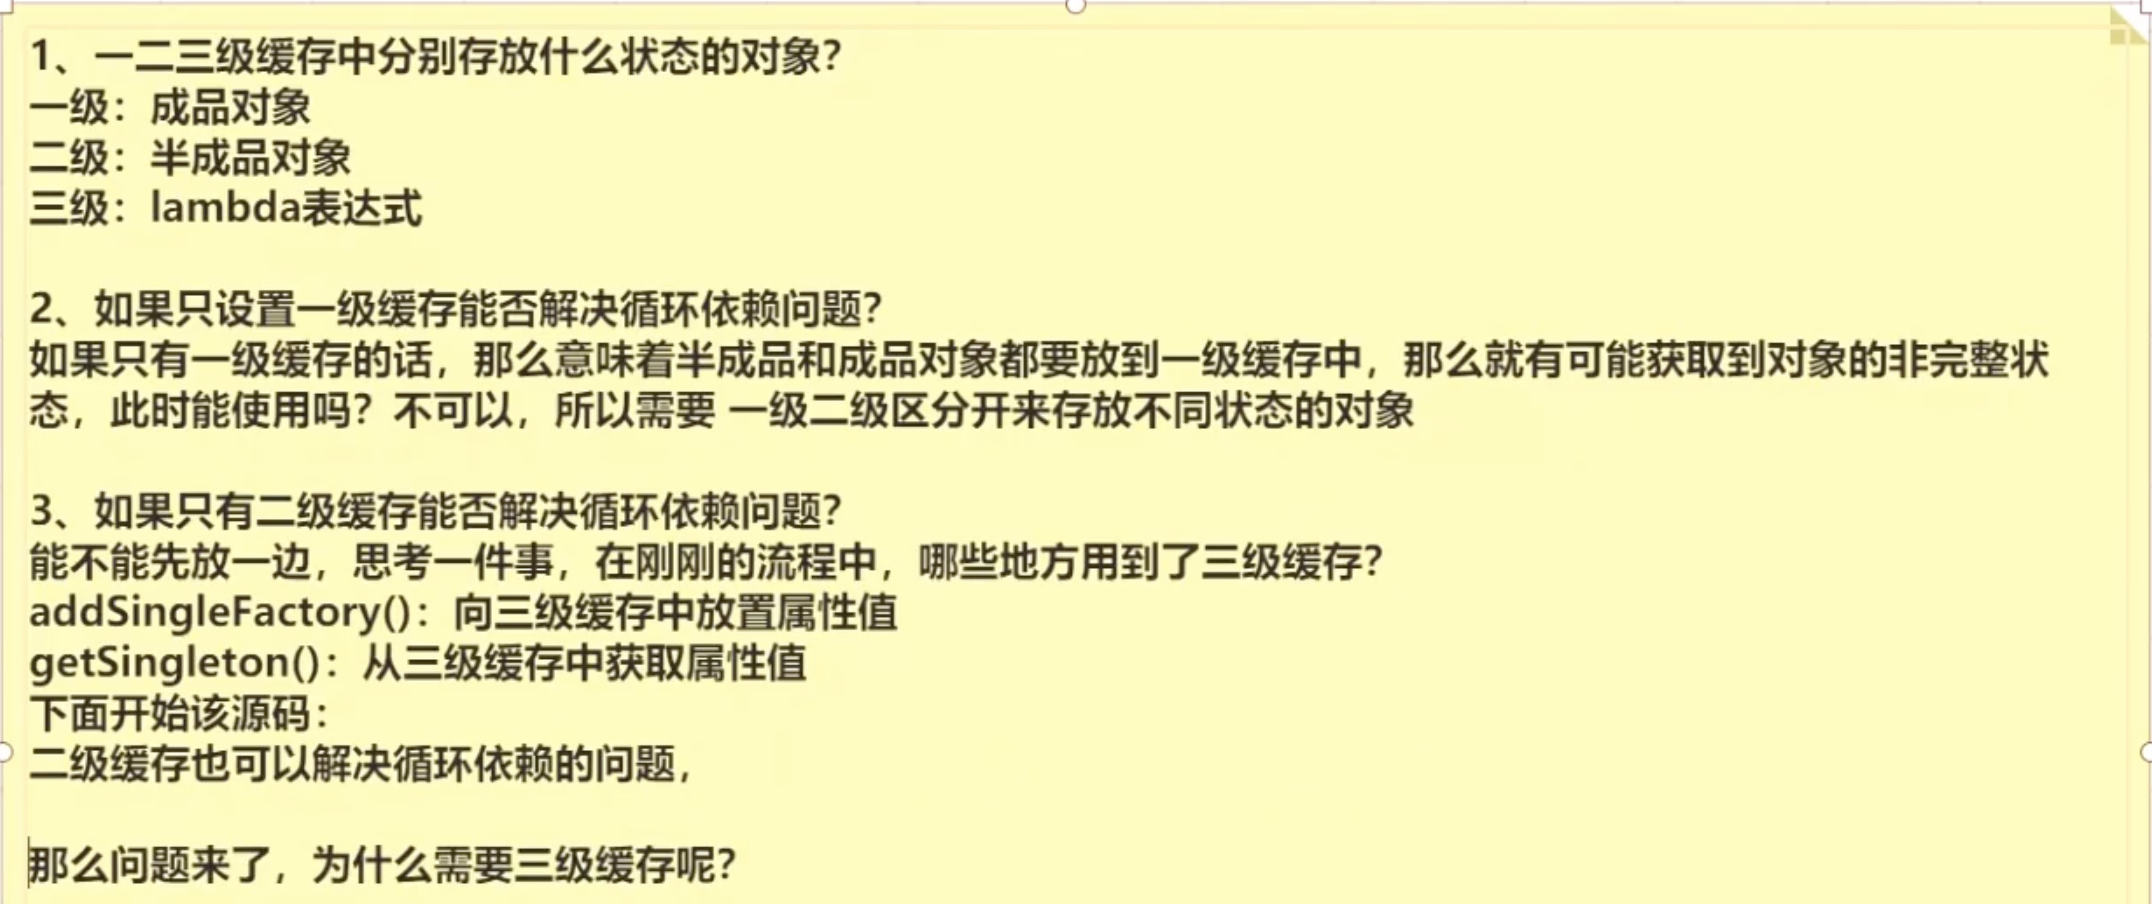 1、一二三级缓存中分别存放什么状态的对象?
一级：成品对象
二级：半成品对象
三级：lambda表达式
2、如果只设置一级缓存能否解决循环依赖问题?
如果只有一级缓存的话，那么意味着半成品和成品对象都要放到一级缓存中，那么就有可能获取到对象的非完整状
态，此时能使用吗？不可以，所以需要 一级二级区分开来存放不同状态的对象
3、如果只有二级缓存能否解决循环依赖问题?
能不能先放一边，思考一件事，在刚刚的流程中，哪些地方用到了三级缓存?
addSingleFactory()：向三级缓存中放置属性值
getSingleton()：从三级缓存中获取属性值
下面开始该源码：
二级缓存也可以解决循环依赖的问题，
那么问题来了，为什么需要三级缓存呢?